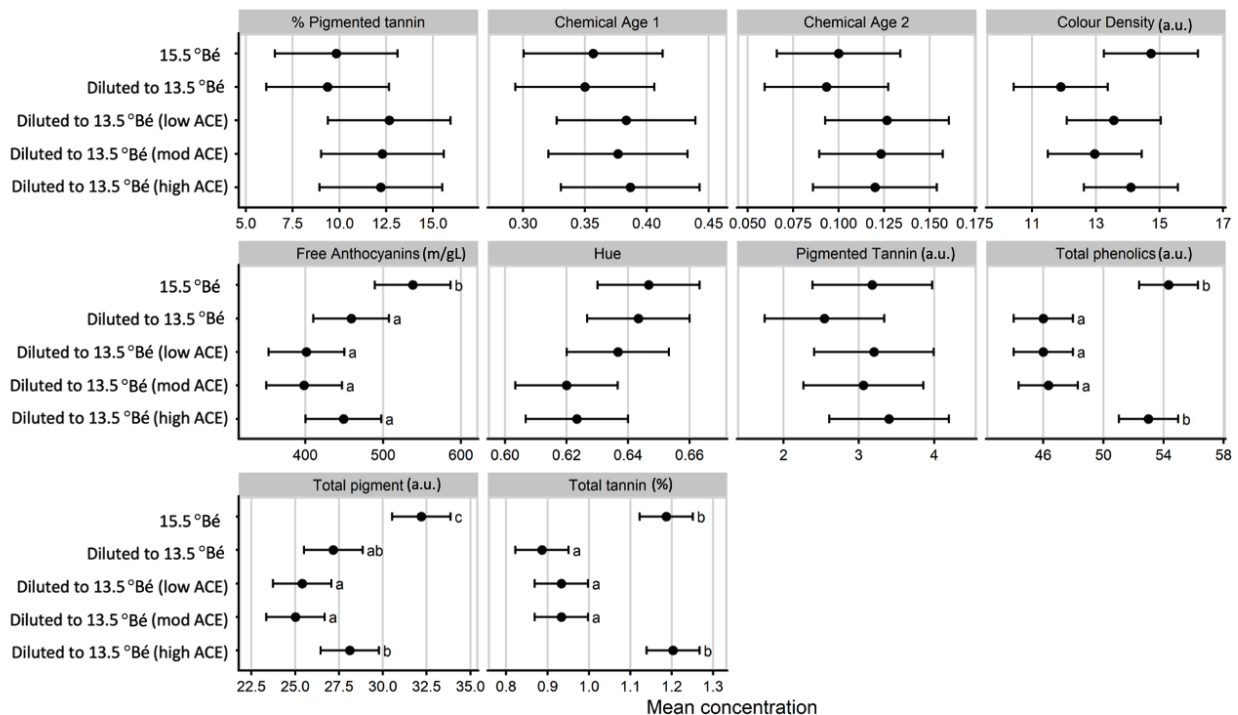 % Pigmented tannin Chemical Age 1 Chemical Age 2 Colour Density (a.u.)
15.5 °Bé
Diluted to 13.5 °Bé
Diluted to 13.5 °Bé (low ACE)
Diluted to 13.5 °Bé (mod ACE)
Diluted to 13.5 °Bé (high ACE)
5.0 7.5 10.0 12.5 15.0 0.30 0.35 0.40 0.45 0.050 0.075 0.100 0.125 0.150 0.175 11 13 15 17
Free Anthocyanins (m/gL) Hue Pigmented Tannin (a.u.) Total phenolics (a.u.)
15.5 °Bé b b
Diluted to 13.5 °Bé a a
Diluted to 13.5 °Bé (low ACE) a a
Diluted to 13.5 °Bé (mod ACE) a a
Diluted to 13.5 °Bé (high ACE) a b
400 500 600 0.60 0.62 0.64 0.66 2 3 4 46 50 54 58
Total pigment (a.u.) Total tannin (%)
15.5 °Bé c b
Diluted to 13.5 °Bé ab a
Diluted to 13.5 °Bé (low ACE) a a
Diluted to 13.5 °Bé (mod ACE) a a
Diluted to 13.5 °Bé (high ACE) b b
22.5 25.0 27.5 30.0 32.5 35.0 0.8 0.9 1.0 1.1 1.2 1.3
Mean concentration